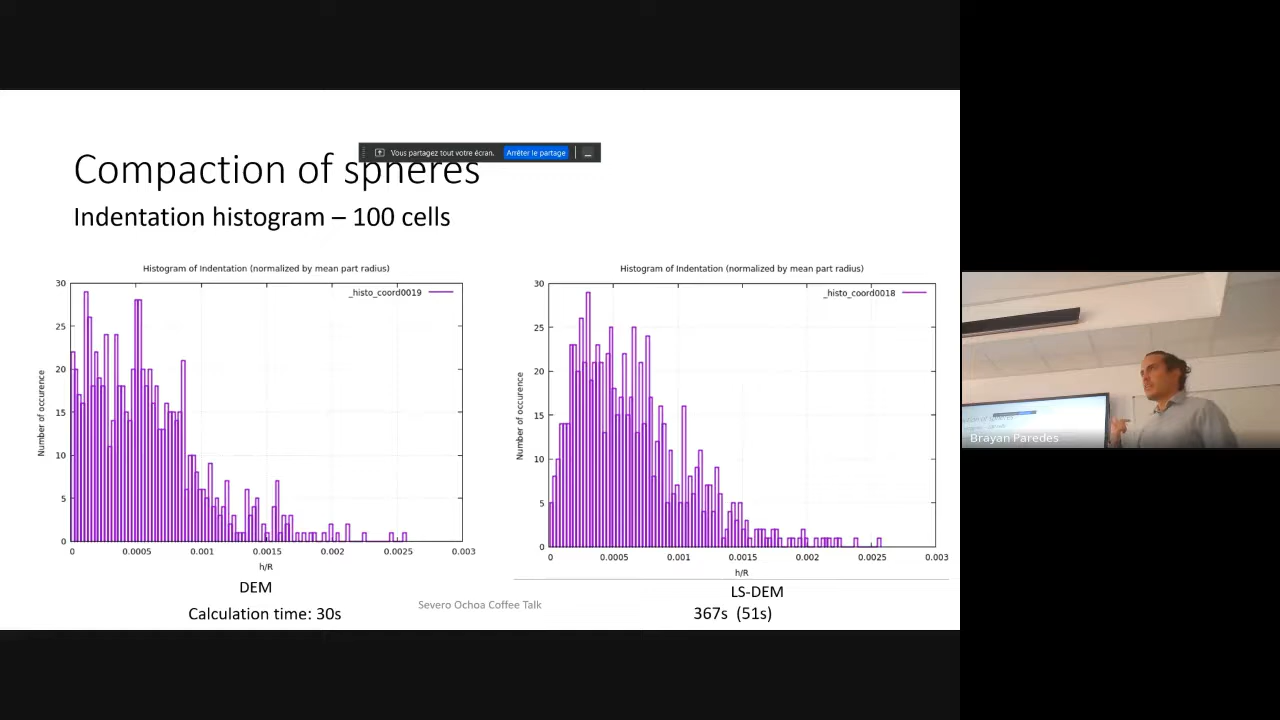 Vous partagez tout votre écran. Arrêter le partage
Compaction of spheres
Indentation histogram – 100 cells
Histogram of Indentation (normalized by mean part radius)
_histo_coord0019
Number of occurence
30
25
20
15
10
5
0
0 0.0005 0.001 0.0015 0.002 0.0025 0.003
h/R
DEM
Calculation time: 30s
Histogram of Indentation (normalized by mean part radius)
_histo_coord0018
Number of occurence
30
25
20
15
10
5
0
0 0.0005 0.001 0.0015 0.002 0.0025 0.003
h/R
LS-DEM
367s (51s)
Severo Ochoa Coffee Talk
Brayan Paredes